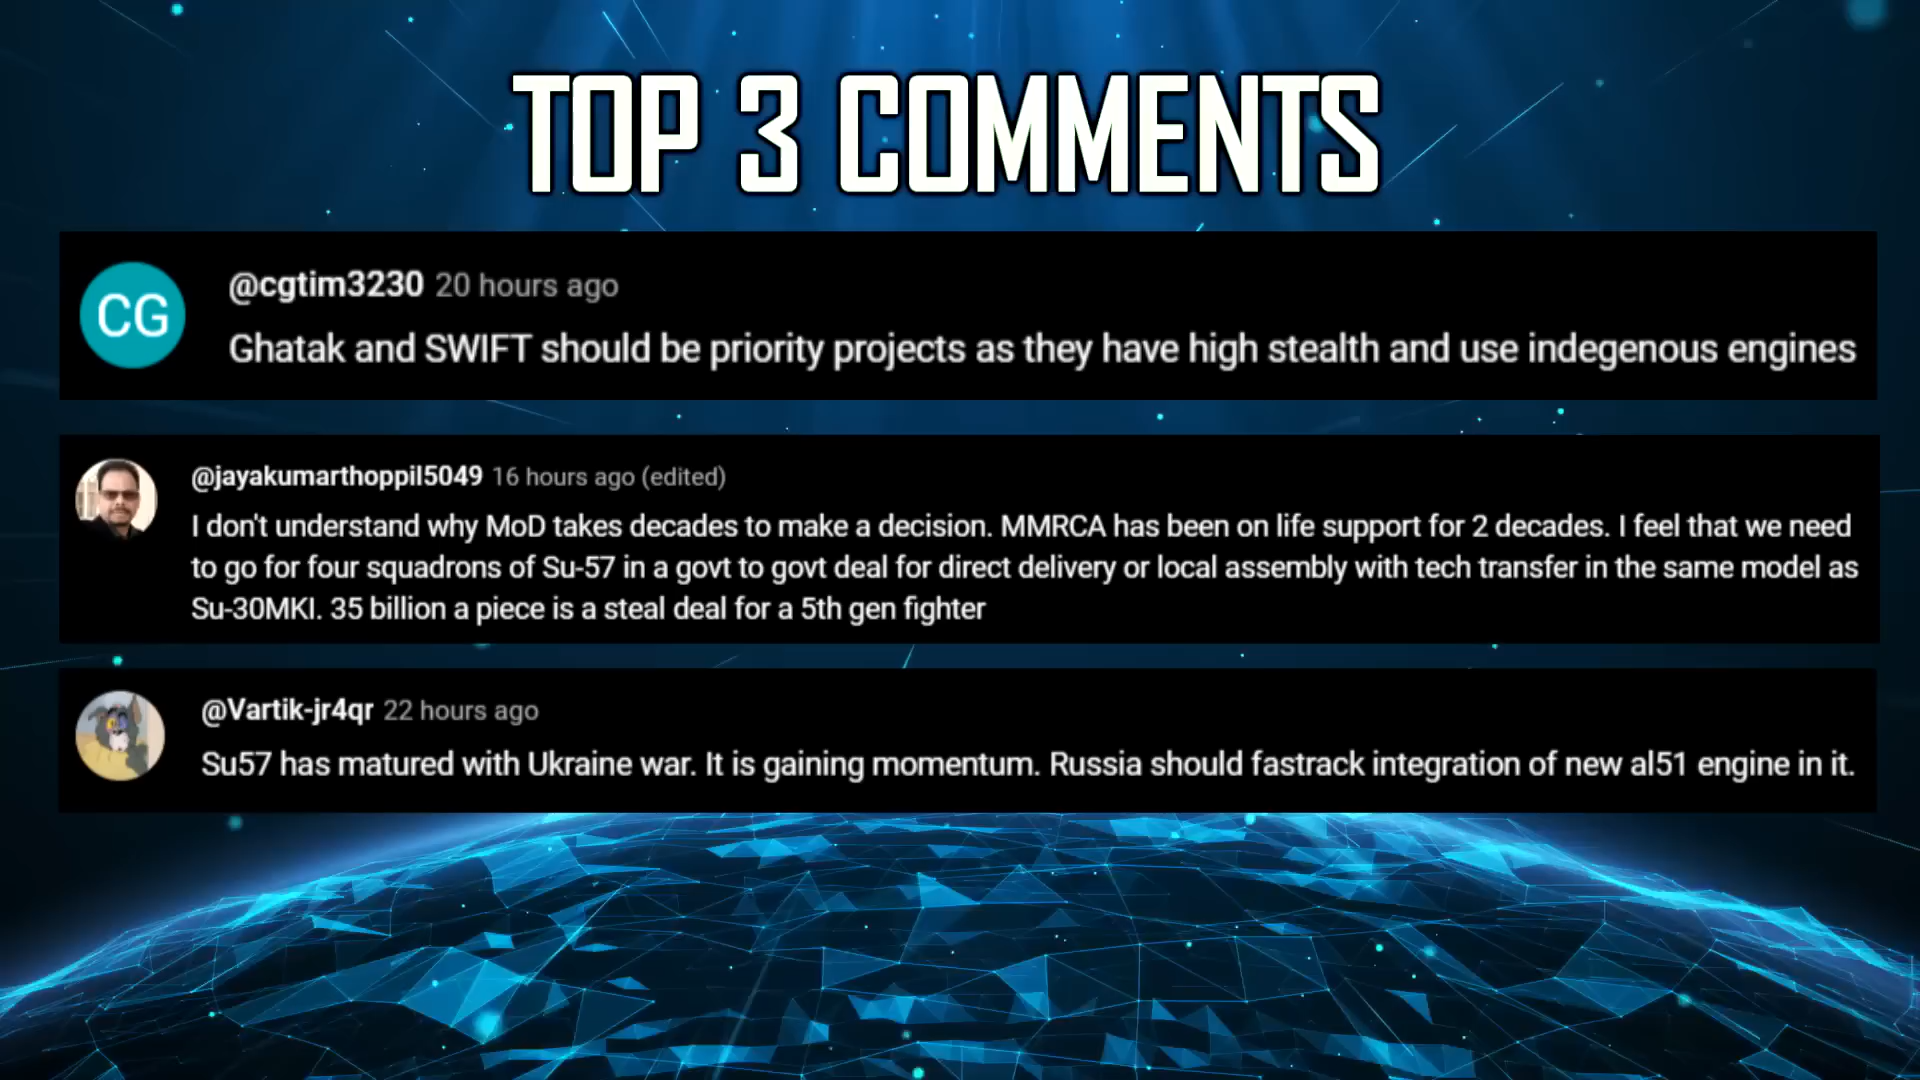 TOP 3 COMMENTS
CG
@cgtim3230 20 hours ago
Ghatak and SWIFT should be priority projects as they have high stealth and use indegenous engines
@jayakumarthoppil5049 16 hours ago (edited)
I don't understand why MoD takes decades to make a decision. MMRCA has been on life support for 2 decades. I feel that we need
to go for four squadrons of Su-57 in a govt to govt deal for direct delivery or local assembly with tech transfer in the same model as
Su-30MKI. 35 billion a piece is a steal deal for a 5th gen fighter
@Vartik-jr4qr 22 hours ago
Su57 has matured with Ukraine war. It is gaining momentum. Russia should fastrack integration of new al51 engine in it.